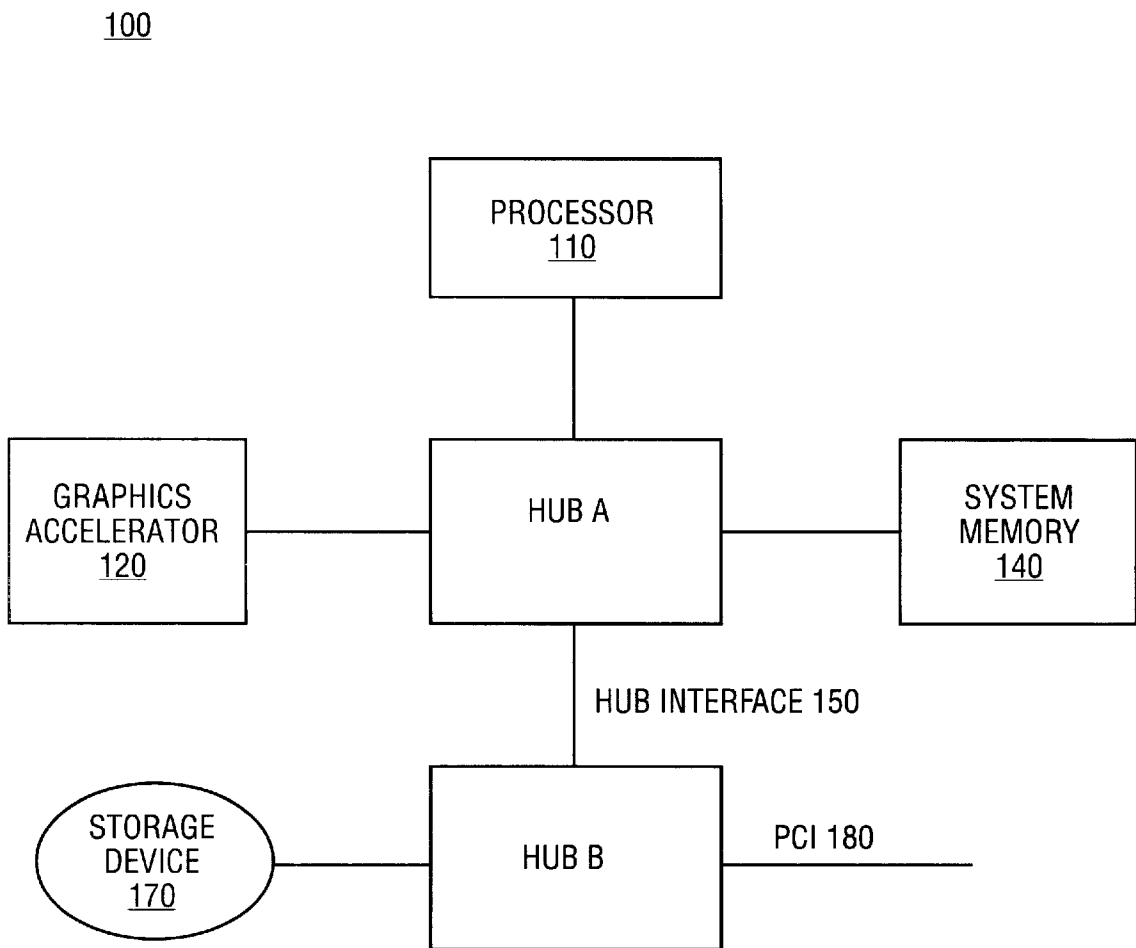 100
PROCESSOR
110
GRAPHICS
ACCELERATOR
120
HUB A
SYSTEM
MEMORY
140
HUB INTERFACE 150
STORAGE
DEVICE
170
HUB B
PCI 180